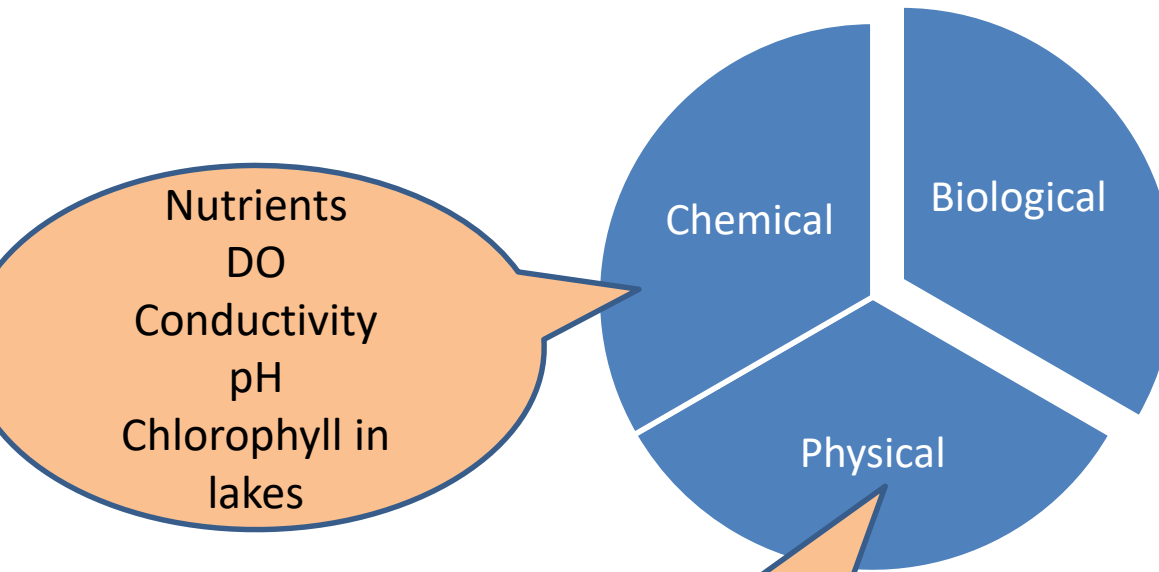 Nutrients
DO
Conductivity
pH
Chlorophyll in
lakes
Chemical
Biological
Physical